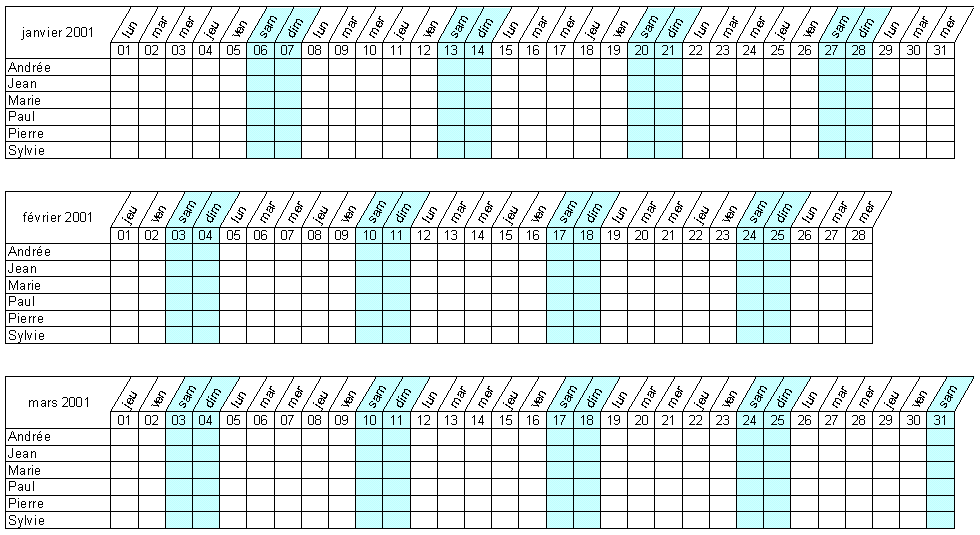 janvier 2001 lun mar mer jeu ven sam dim lun mar mer jeu ven sam dim lun mar mer jeu ven sam dim lun mar mer jeu ven sam dim lun mar mer
01 02 03 04 05 06 07 08 09 10 11 12 13 14 15 16 17 18 19 20 21 22 23 24 25 26 27 28 29 30 31
Andrée
Jean
Marie
Paul
Pierre
Sylvie
février 2001 jeu ven sam dim lun mar mer jeu ven sam dim lun mar mer jeu ven sam dim lun mar mer jeu ven sam dim lun mar mer
01 02 03 04 05 06 07 08 09 10 11 12 13 14 15 16 17 18 19 20 21 22 23 24 25 26 27 28
Andrée
Jean
Marie
Paul
Pierre
Sylvie
mars 2001 jeu ven sam dim lun mar mer jeu ven sam dim lun mar mer jeu ven sam dim lun mar mer jeu ven sam dim lun mar mer jeu ven sam
01 02 03 04 05 06 07 08 09 10 11 12 13 14 15 16 17 18 19 20 21 22 23 24 25 26 27 28 29 30 31
Andrée
Jean
Marie
Paul
Pierre
Sylvie